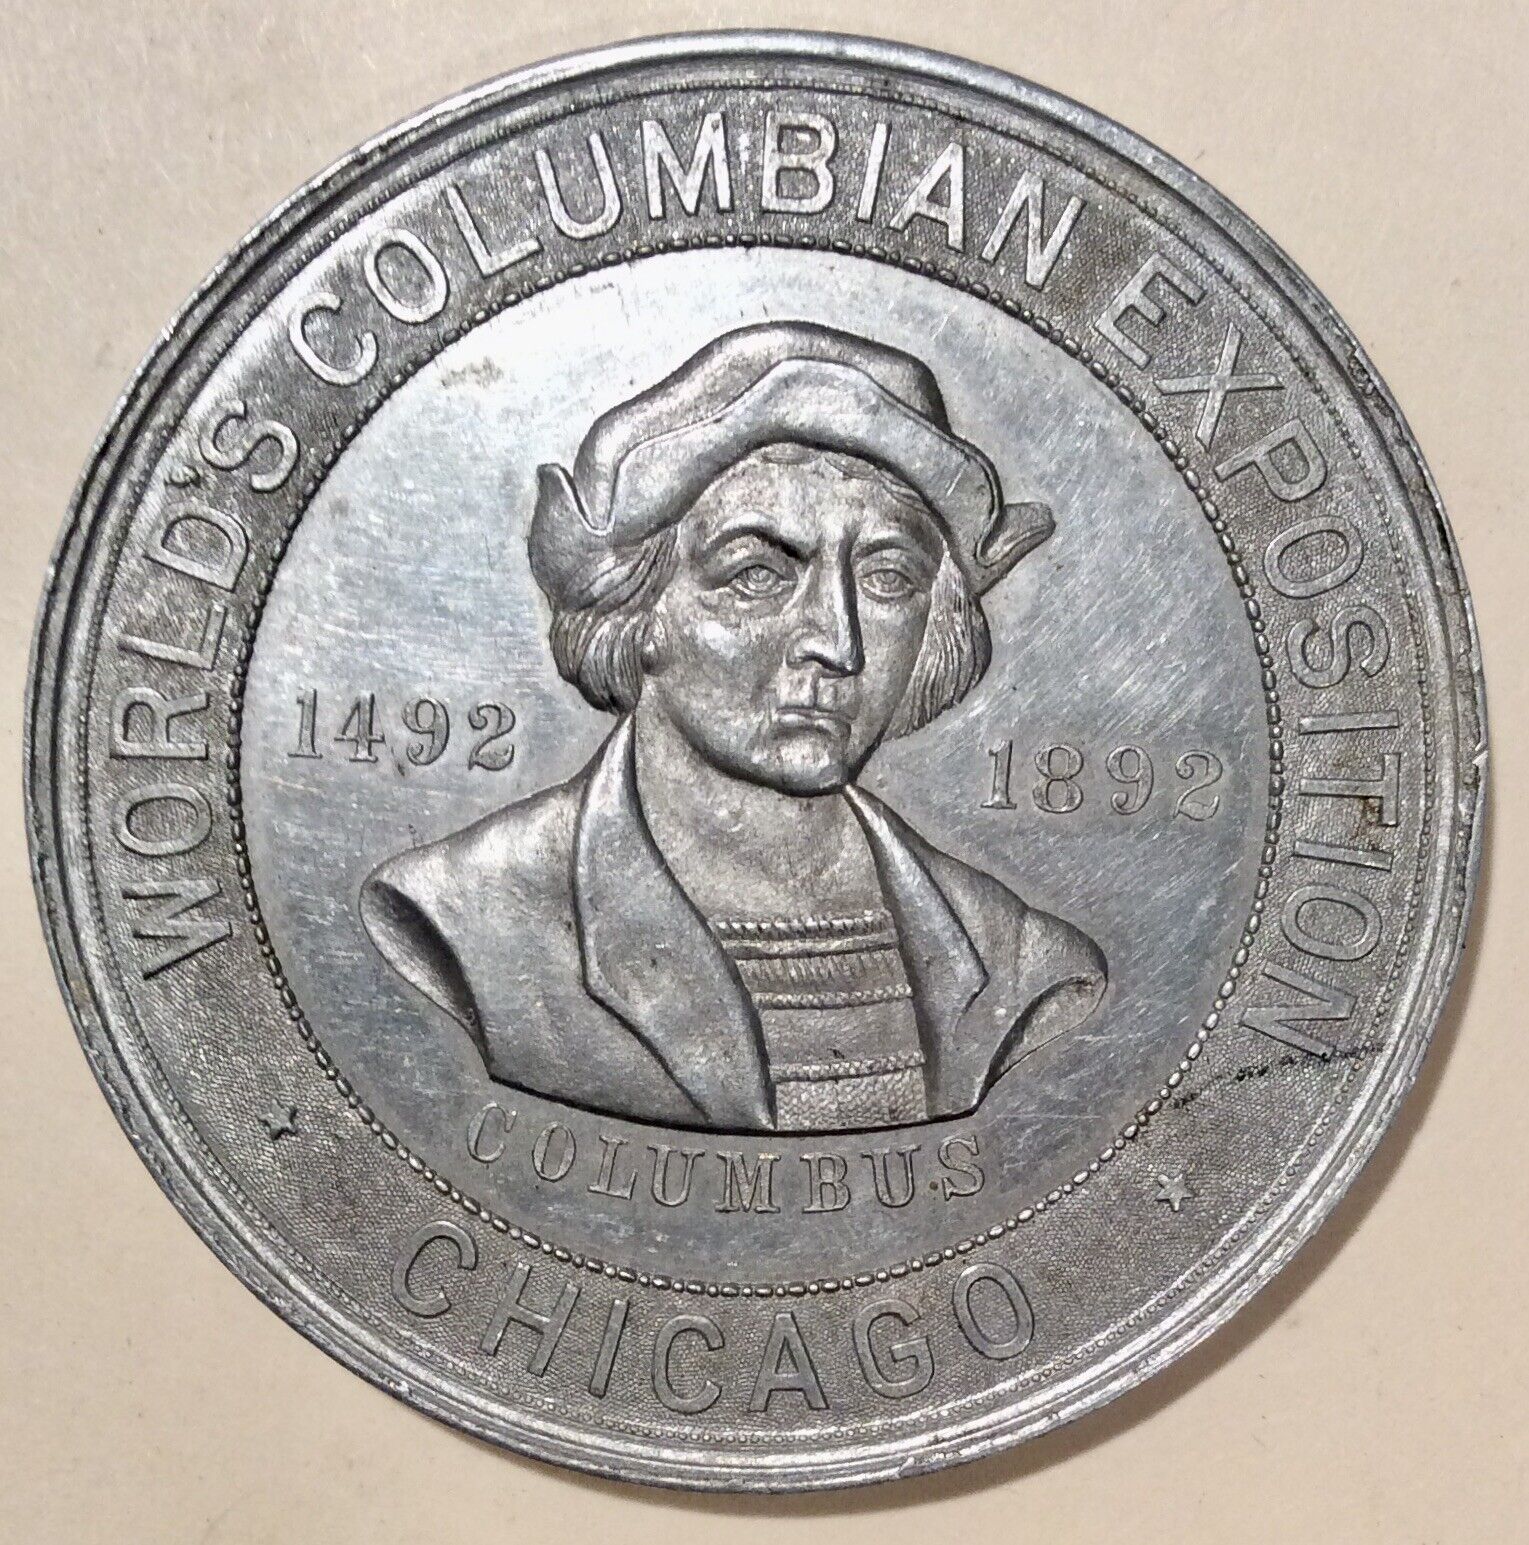 WORLD'S COLUMBIAN EXPOSITION
1492 1892
COLUMBUS
CHICAGO